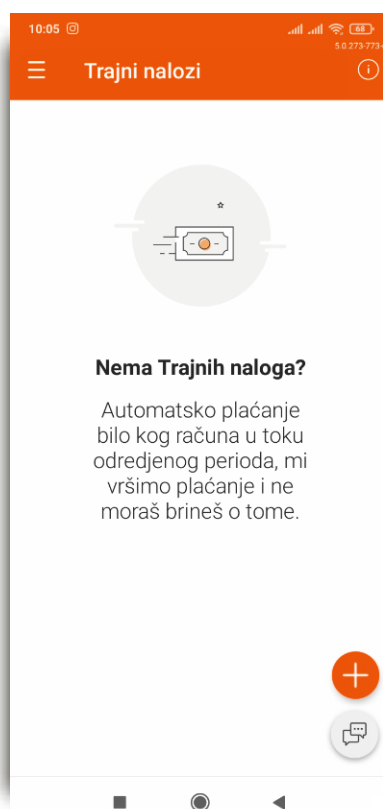 10:05
68
5.0.273-773-
Trajni nalozi
Nema Trajnih naloga?
Automatsko plaćanje
bilo kog računa u toku
odredjenog perioda, mi
vršimo plaćanje i ne
moraš brineš o tome.